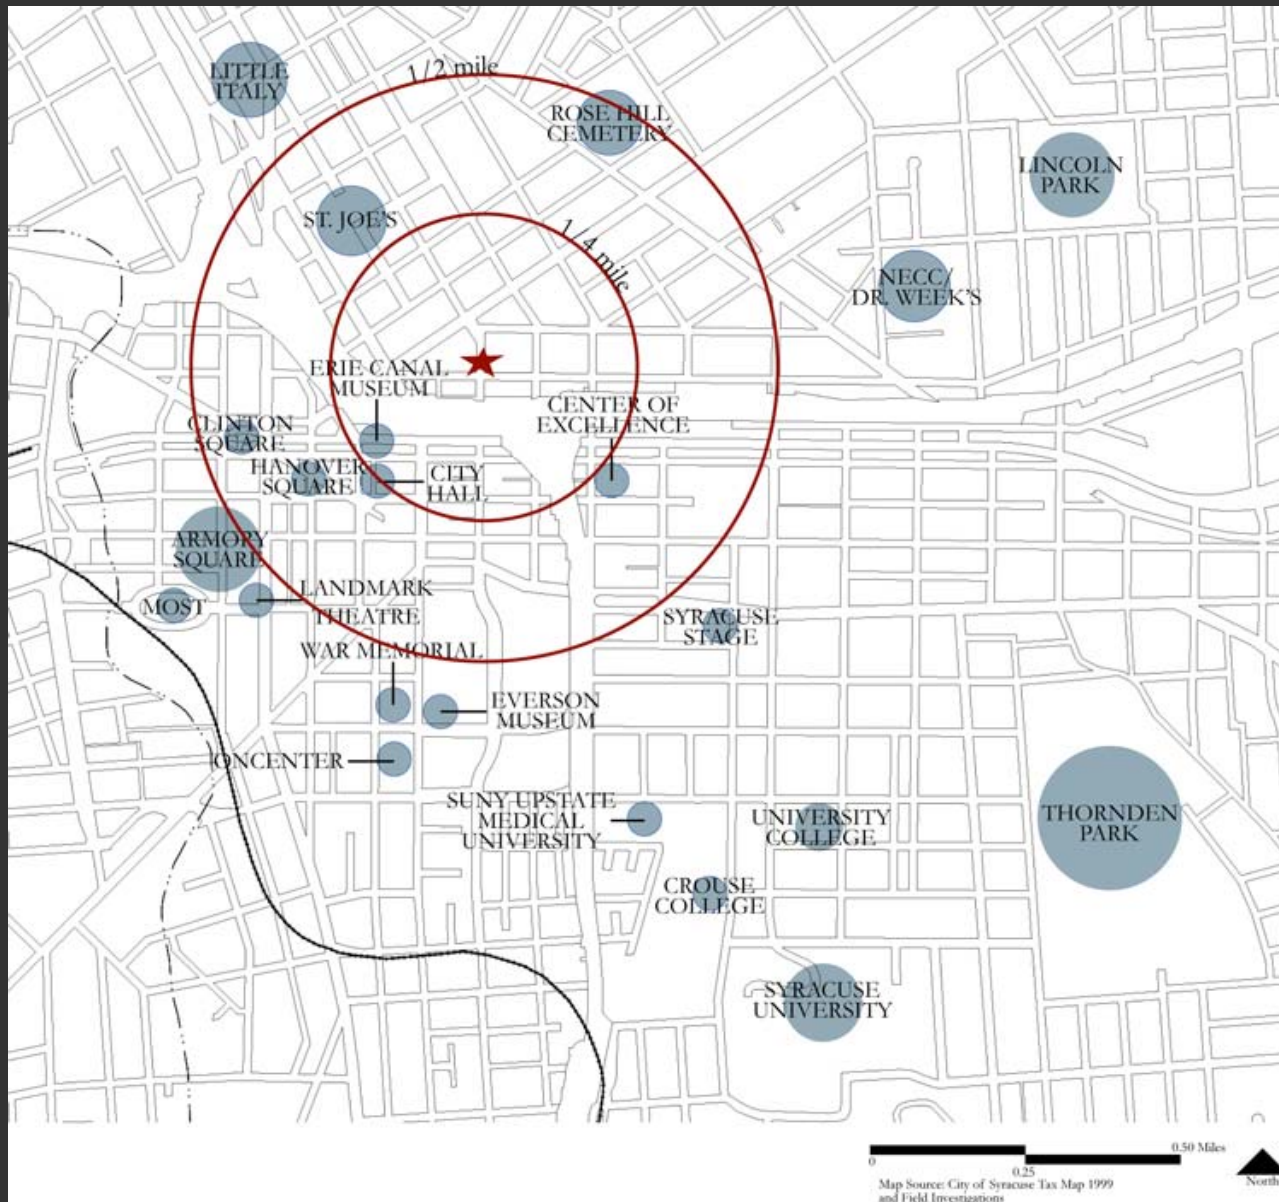 LITTLE
ITALY
1/2 mile
ROSE HILL
CEMETERY
LINCOLN
PARK
ST. JOE'S
1/4 mile
NECC/
DR. WEEK'S
ERIE CANAL
MUSEUM
CENTER OF
EXCELLENCE
CLINTON
SQUARE
HANOVER
SQUARE
CITY
HALL
ARMORY
SQUARE
MOST
LANDMARK
THEATRE
SYRACUSE
STAGE
WAR MEMORIAL
EVERSON
MUSEUM
ONCENTER
SUNY UPSTATE
MEDICAL
UNIVERSITY
UNIVERSITY
COLLEGE
THORNDEN
PARK
CROUSE
COLLEGE
SYRACUSE
UNIVERSITY
0
0.25
0.50 Miles
Map Source: City of Syracuse Tax Map 1999
and Field Investigations
North